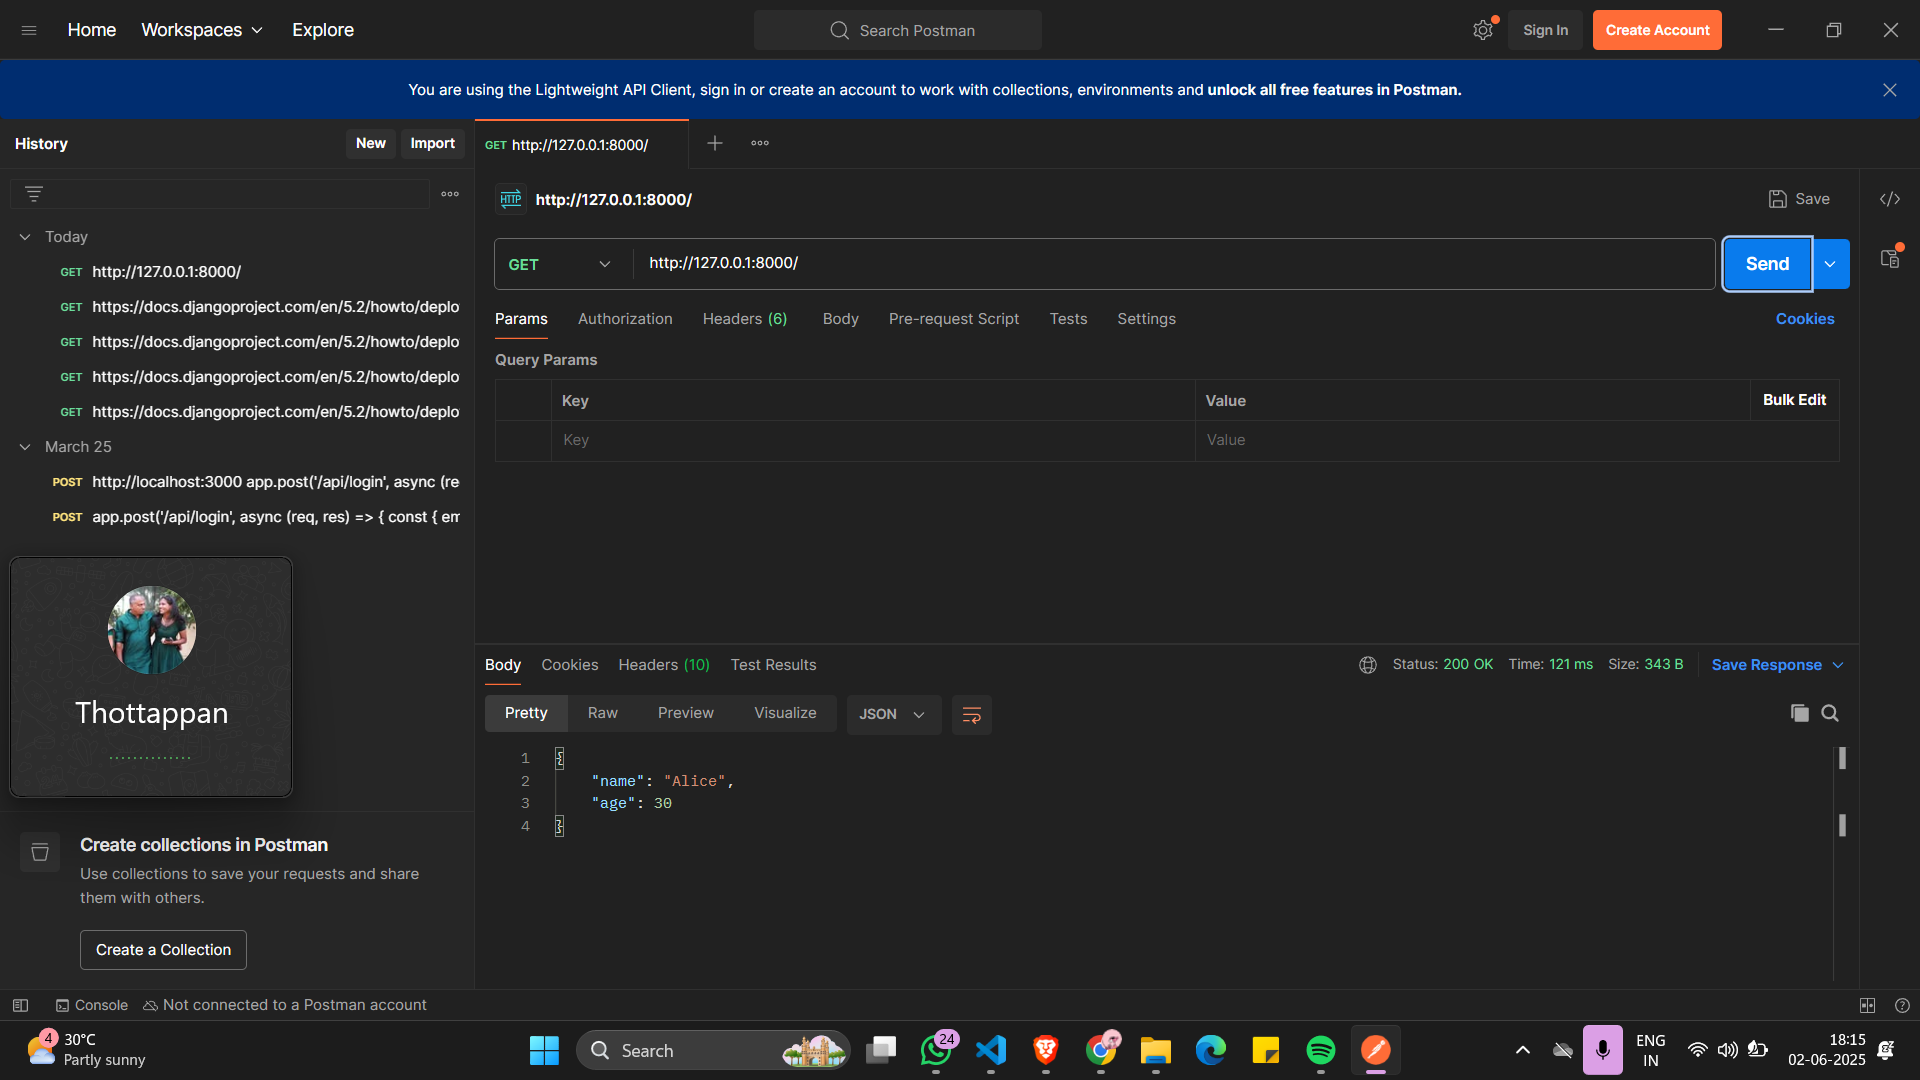 Home
Workspaces
Explore
Search Postman
Sign In
Create Account
You are using the Lightweight API Client, sign in or create an account to work with collections, environments and unlock all free features in Postman.
History
New
Import
GET http://127.0.0.1:8000/
HTTP
http://127.0.0.1:8000/
Save
Today
GET http://127.0.0.1:8000/
GET https://docs.djangoproject.com/en/5.2/howto/deplo
GET https://docs.djangoproject.com/en/5.2/howto/deplo
GET https://docs.djangoproject.com/en/5.2/howto/deplo
GET https://docs.djangoproject.com/en/5.2/howto/deplo
March 25
POST http://localhost:3000 app.post('/api/login', async (re
POST app.post('/api/login', async (req, res) => { const { em
Thottappan
Create collections in Postman
Use collections to save your requests and share
them with others.
Create a Collection
GET
http://127.0.0.1:8000/
Send
Params
Authorization
Headers (6)
Body
Pre-request Script
Tests
Settings
Cookies
Query Params
Key
Value
Bulk Edit
Key
Value
Body
Cookies
Headers (10)
Test Results
Status: 200 OK
Time: 121 ms
Size: 343 B
Save Response
Pretty
Raw
Preview
Visualize
JSON
1 {
2 "name": "Alice",
3 "age": 30
4 }
Console
Not connected to a Postman account
4
30°C
Partly sunny
Search
24
ENG
IN
18:15
02-06-2025